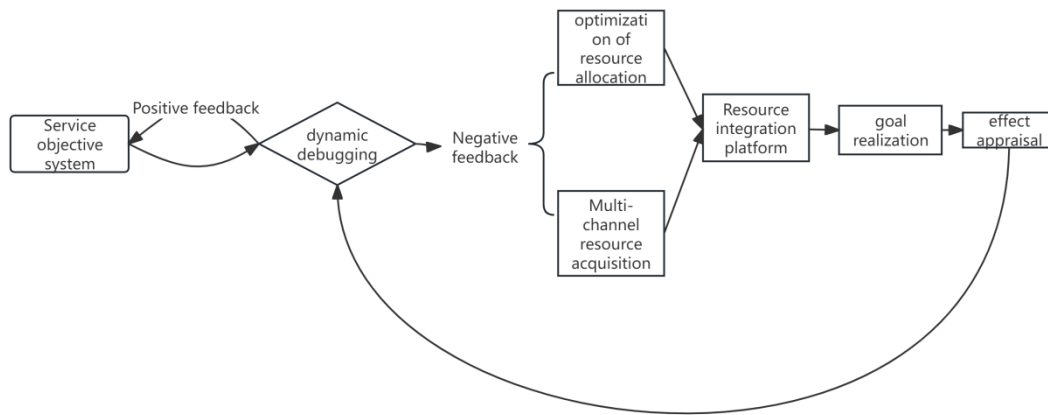 Service
objective
system
Positive feedback
dynamic
debugging
Negative
feedback
optimizati
on of
resource
allocation
Multi-
channel
resource
acquisition
Resource
integration
platform
goal
realization
effect
appraisal